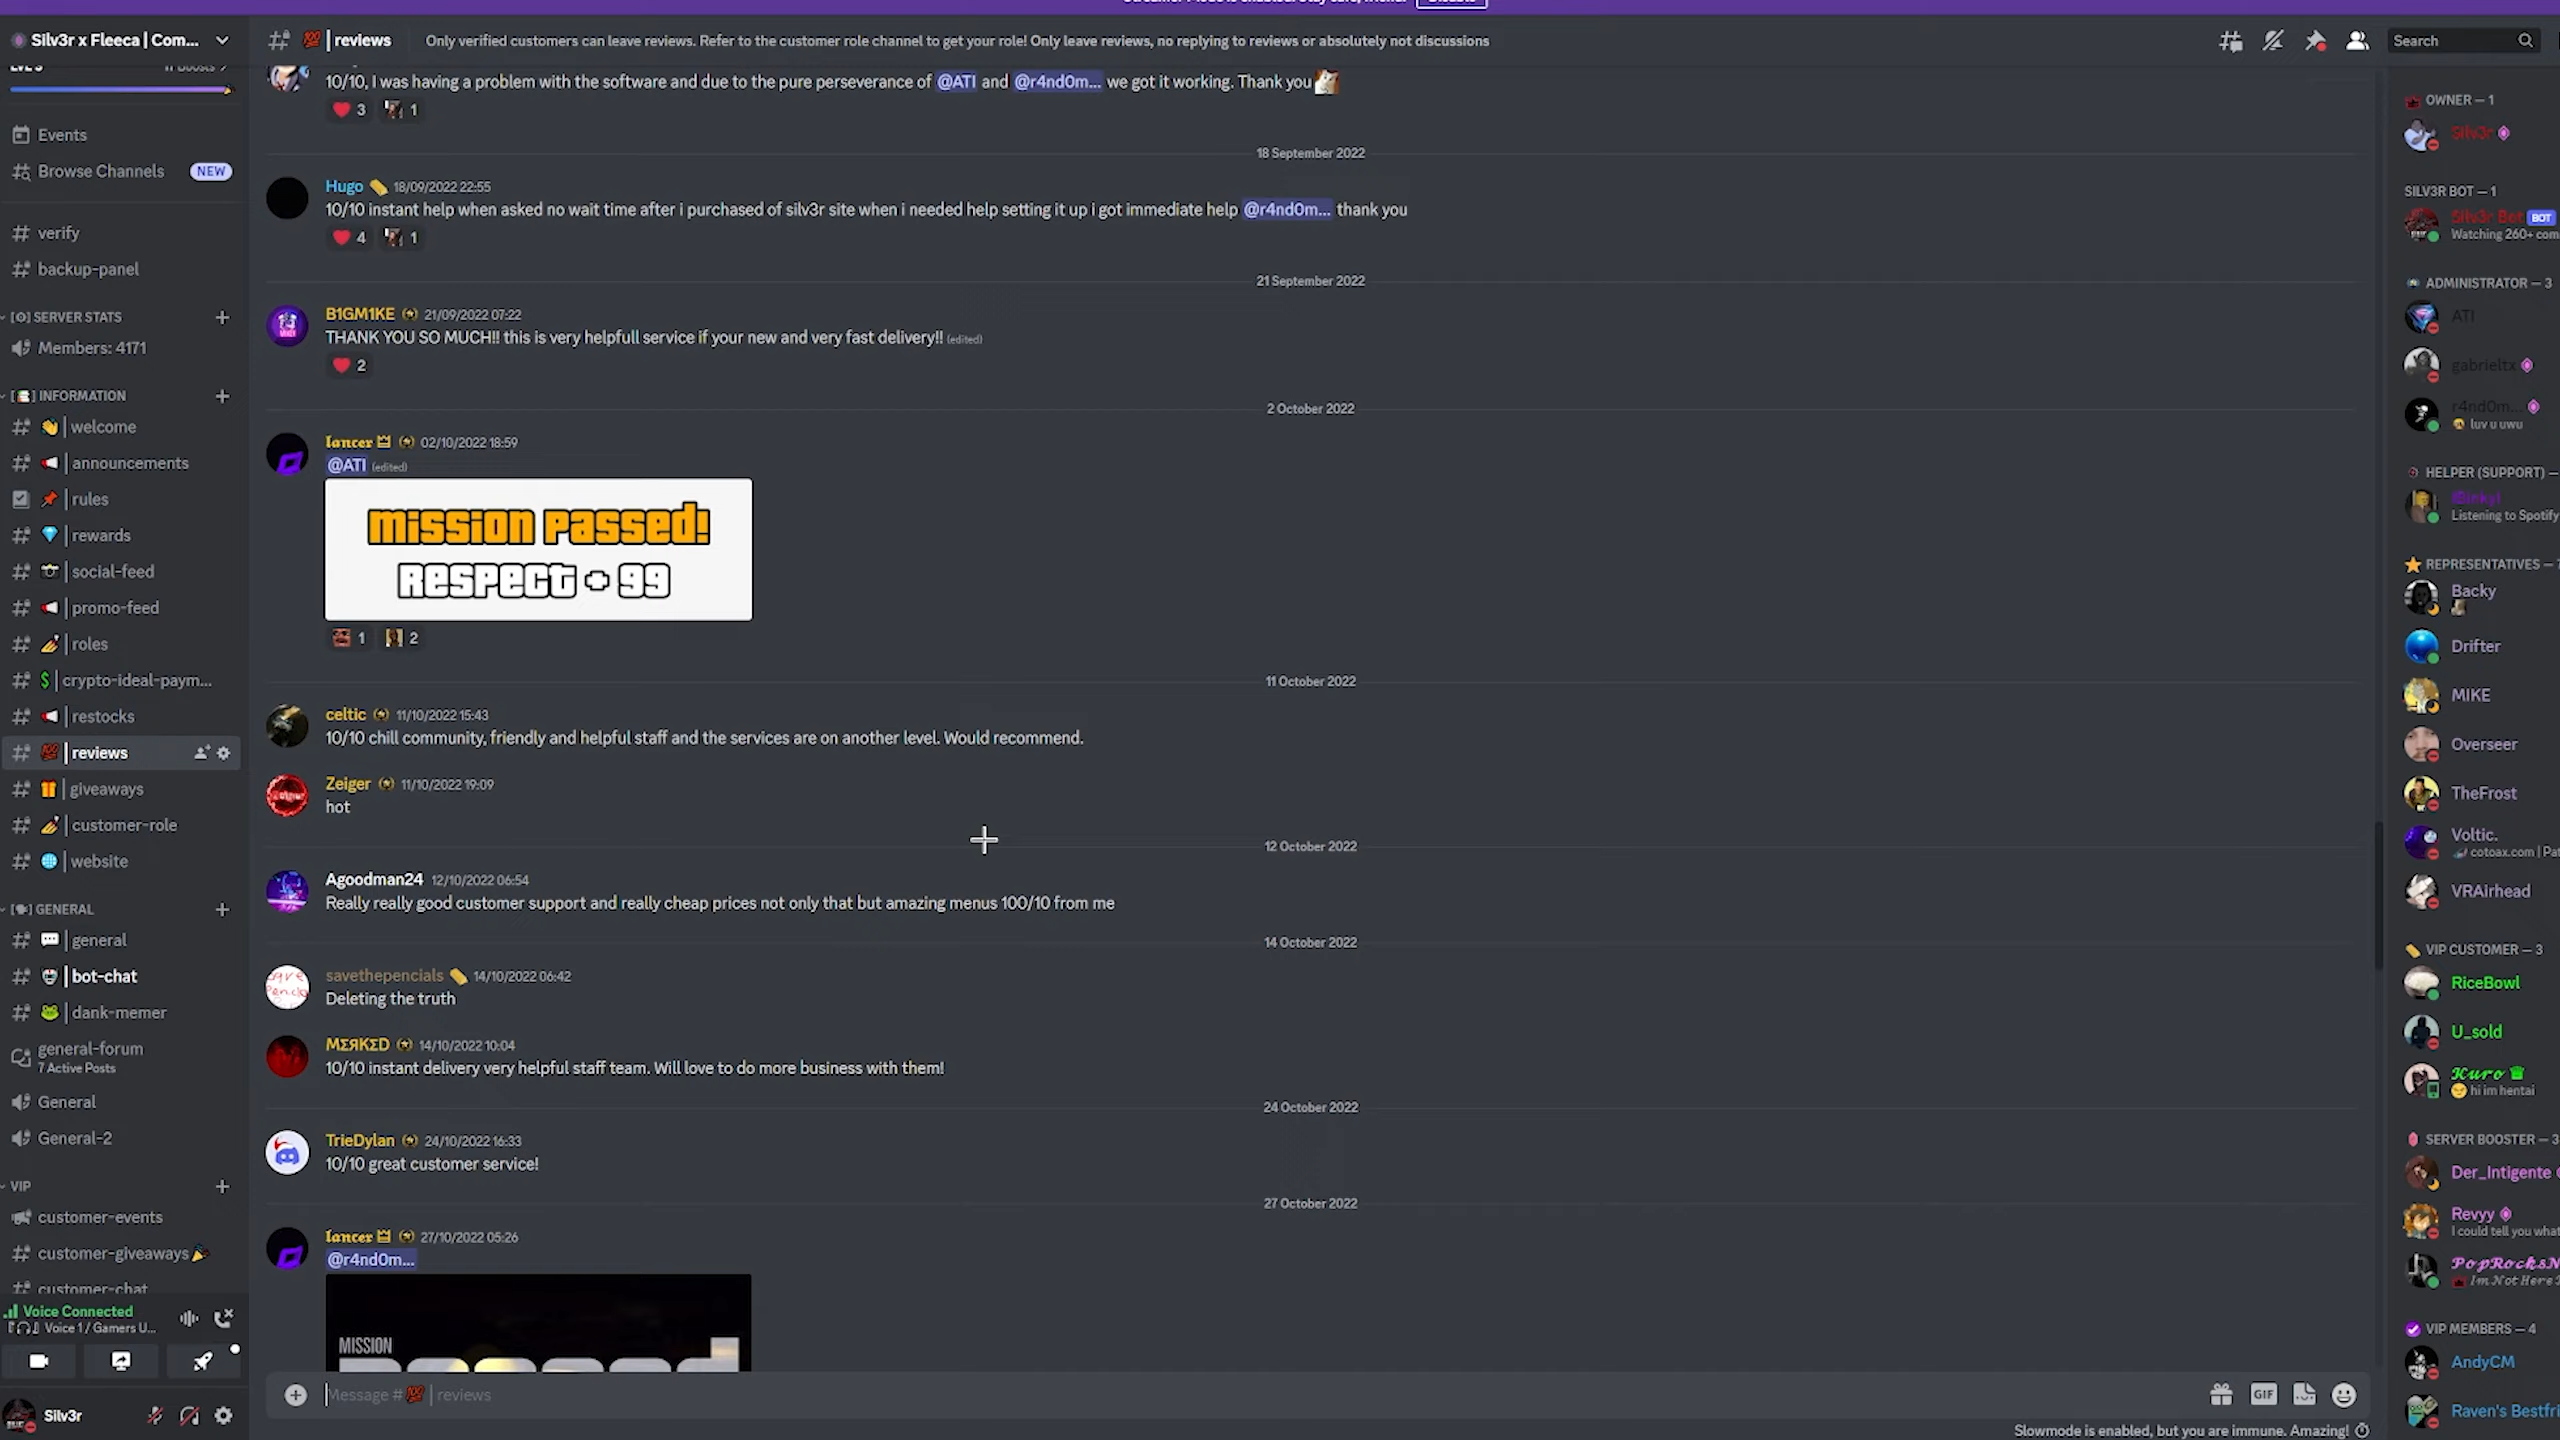 Silv3r x Fleeca | Com...
reviews
Only verified customers can leave reviews. Refer to the customer role channel to get your role! Only leave reviews, no replying to reviews or absolutely not discussions
Search
Events
Browse Channels
NEW
verify
backup-panel
SERVER STATS
Members: 4171
INFORMATION
welcome
announcements
rules
rewards
social-feed
promo-feed
roles
crypto-ideal-paym...
restocks
reviews
giveaways
customer-role
website
GENERAL
general
bot-chat
dank-memer
general-forum
7 Active Posts
General
General-2
VIP
customer-events
customer-giveaways
customer-chat
Voice Connected
Voice 1 / Gamers U...
Silv3r
10/10, I was having a problem with the software and due to the pure perseverance of @ATI and @r4nd0m... we got it working. Thank you
3 1
18 September 2022
Hugo 18/09/2022 22:55
10/10 instant help when asked no wait time after i purchased of silv3r site when i needed help setting it up i got immediate help @r4nd0m... thank you
4 1
21 September 2022
B1GM1KE 21/09/2022 07:22
THANK YOU SO MUCH!! this is very helpfull service if your new and very fast delivery!! (edited)
2
2 October 2022
lancer 02/10/2022 18:59
@ATI (edited)
mission passed!
Respect + 99
1 2
11 October 2022
celtic 11/10/2022 15:43
10/10 chill community, friendly and helpful staff and the services are on another level. Would recommend.
Zeiger 11/10/2022 19:09
hot
12 October 2022
Agoodman24 12/10/2022 06:54
Really really good customer support and really cheap prices not only that but amazing menus 100/10 from me
14 October 2022
savethepencials 14/10/2022 06:42
Deleting the truth
MΣЯKΣD 14/10/2022 10:04
10/10 instant delivery very helpful staff team. Will love to do more business with them!
24 October 2022
TrieDylan 24/10/2022 16:33
10/10 great customer service!
27 October 2022
lancer 27/10/2022 05:26
@r4nd0m...
MISSION
Message # reviews
GIF
Slowmode is enabled, but you are immune. Amazing!
OWNER — 1
Silv3r
SILV3R BOT — 1
Silv3r Bot BOT
Watching 260+ com
ADMINISTRATOR — 3
ATI
gabrieltx
r4nd0m...
luv u uwu
HELPER (SUPPORT) —
Listening to Spotify
REPRESENTATIVES —
Backy
Drifter
MIKE
Overseer
TheFrost
Voltic.
cotoax.com | Pat
VRAirhead
VIP CUSTOMER — 3
RiceBowl
U_sold
Kuro
hi im hentai
SERVER BOOSTER — 3
Der_Intigente
Revyy
I could tell you what
PopRocksN
Im Not Here
VIP MEMBERS — 4
AndyCM
Raven's Bestfri